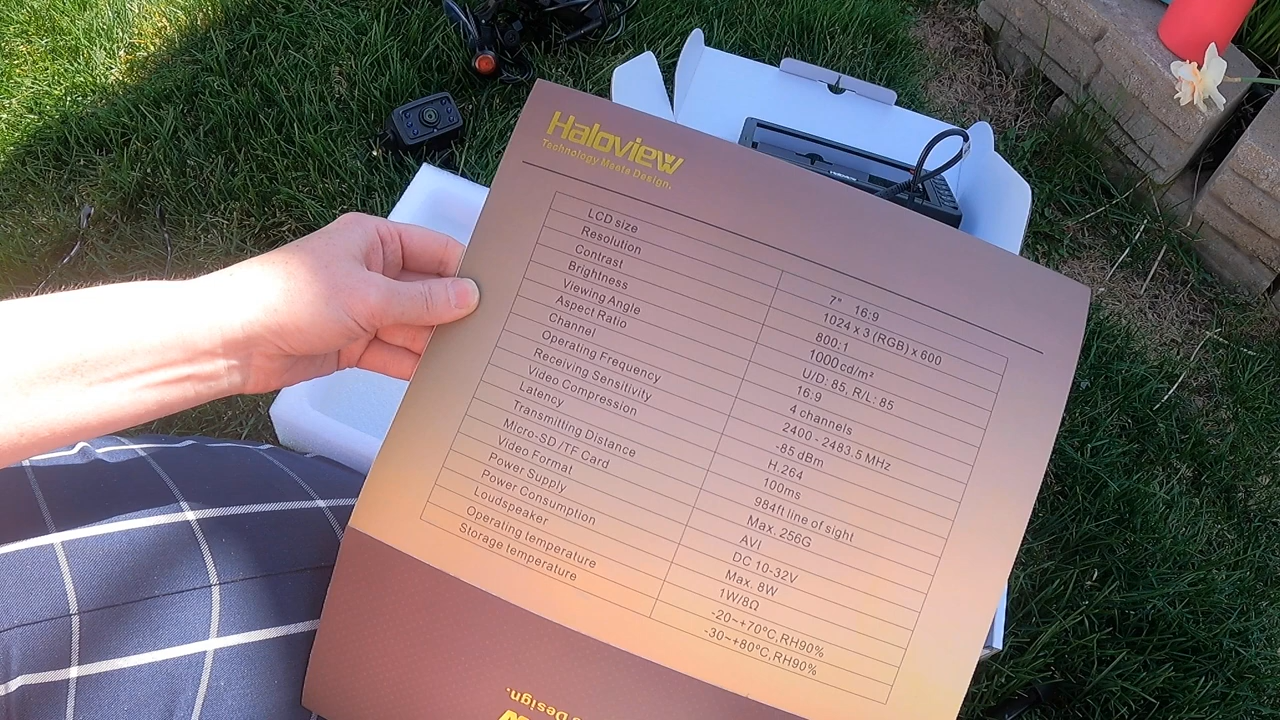 Haloview
Technology Meets Design.
LCD size 7" 16:9
Resolution 1024 x 3 (RGB) x 600
Contrast 800:1
Brightness 1000 cd/m²
Viewing Angle U/D: 85, R/L: 85
Aspect Ratio 16:9
Channel 4 channels
Operating Frequency 2400 - 2483.5 MHz
Receiving Sensitivity -85 dBm
Video Compression H.264
Latency 100ms
Transmitting Distance 984ft line of sight
Micro-SD /TF Card Max. 256G
Video Format AVI
Power Supply DC 10-32V
Power Consumption Max. 8W
Loudspeaker 1W/8Ω
Operating temperature -20~+70°C,RH90%
Storage temperature -30~+80°C,RH90%
Design.